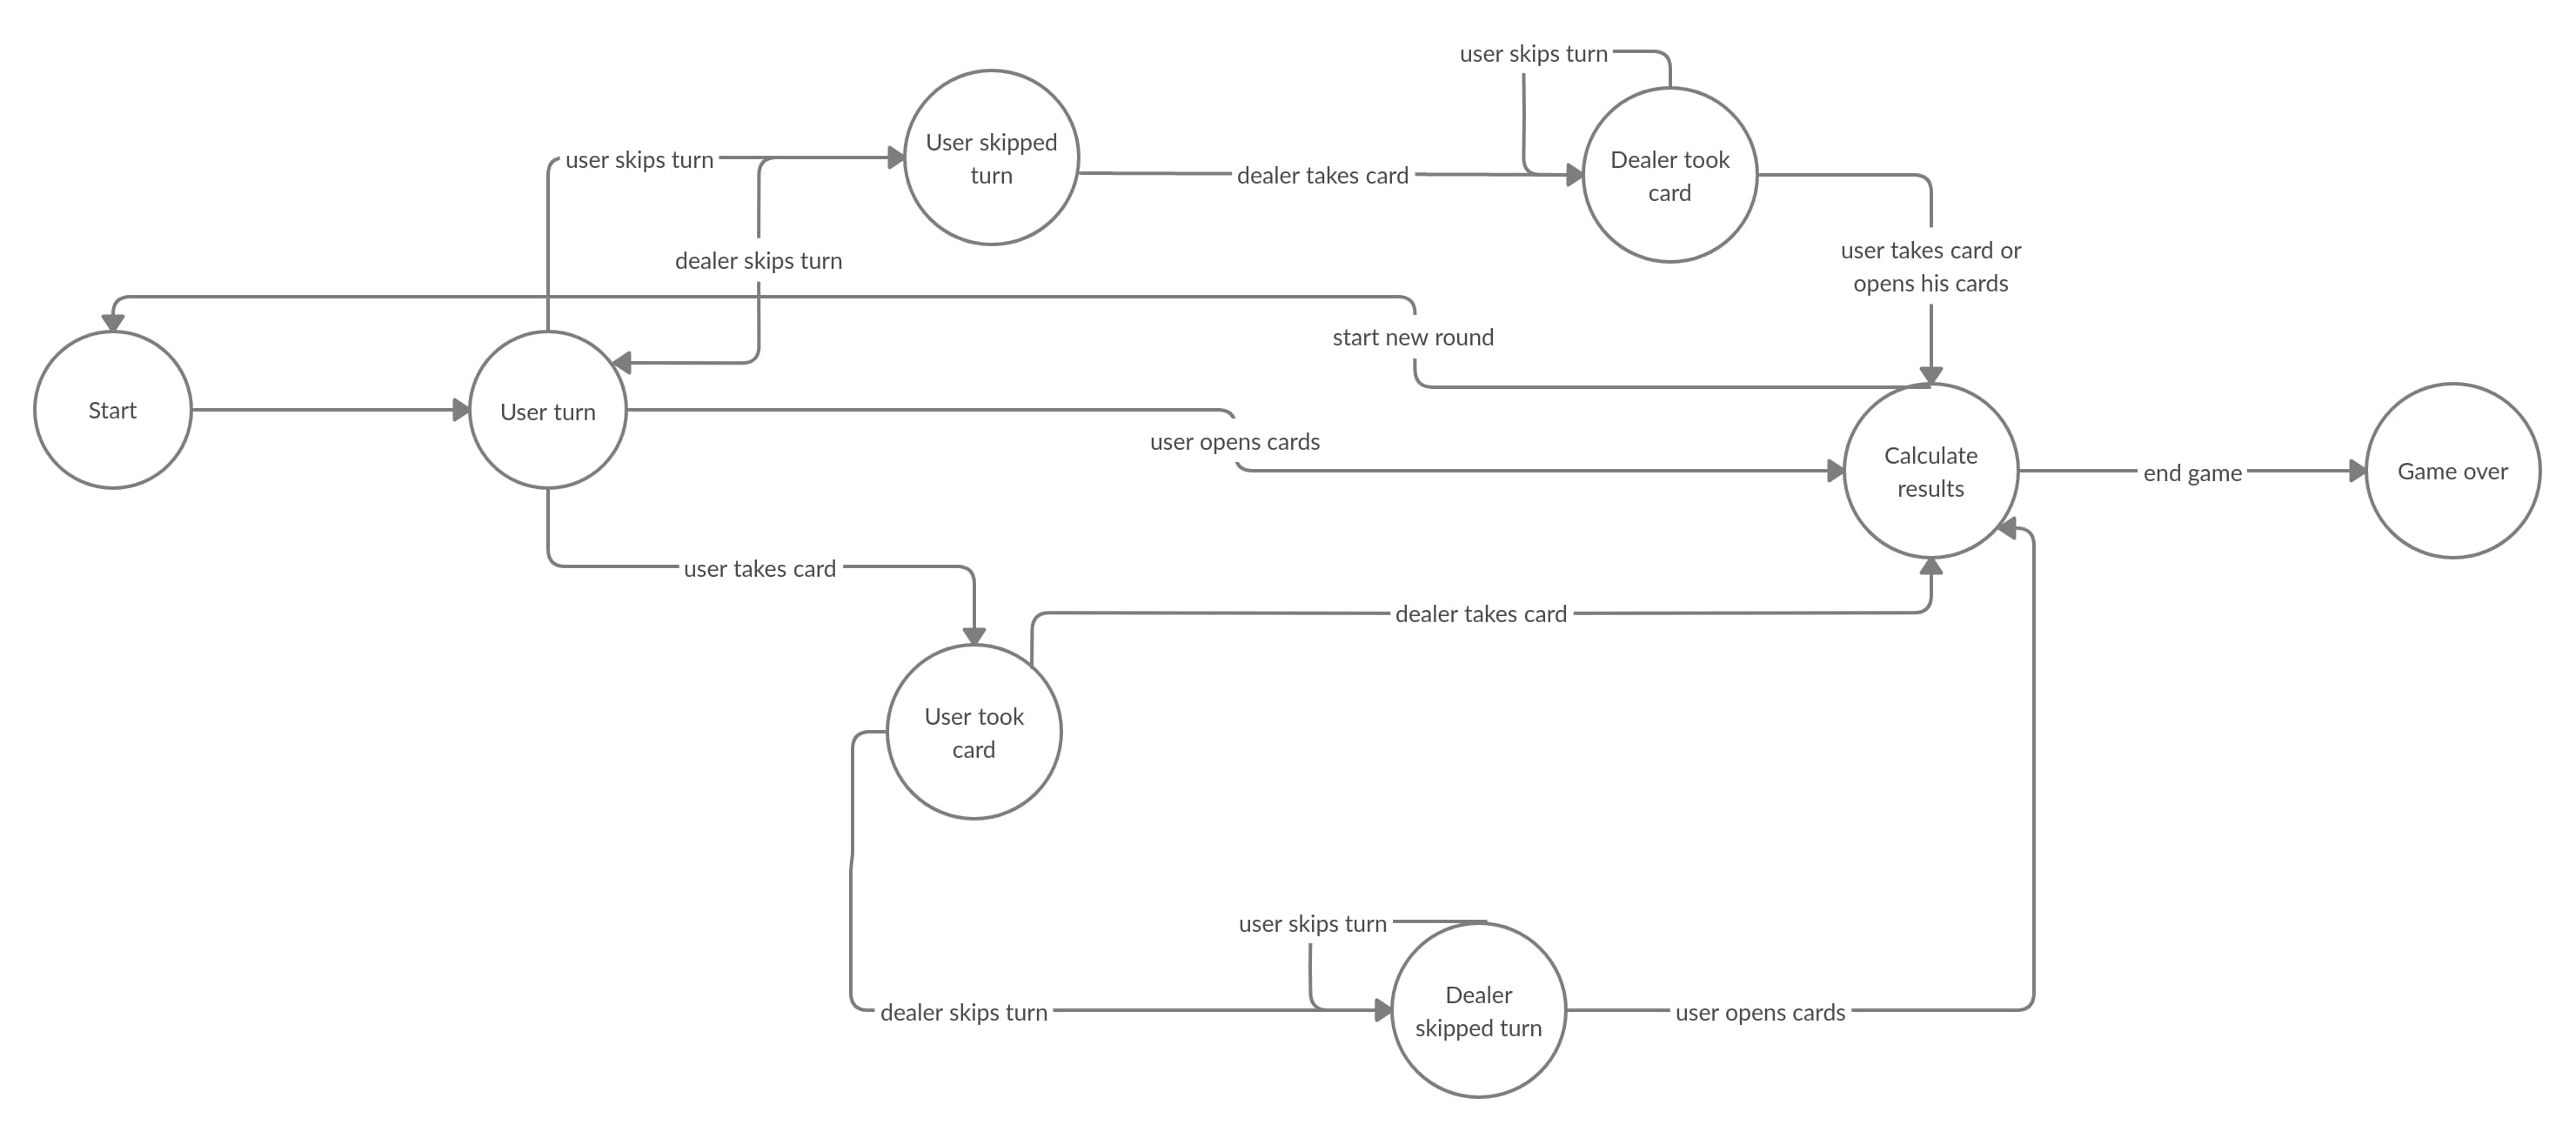 user skips turn
User skipped
turn
user skips turn
Dealer took
card
dealer takes card
dealer skips turn
user takes card or
opens his cards
start new round
Start
User turn
user opens cards
Calculate
results
end game
Game over
user takes card
dealer takes card
User took
card
user skips turn
Dealer
skipped turn
dealer skips turn
user opens cards